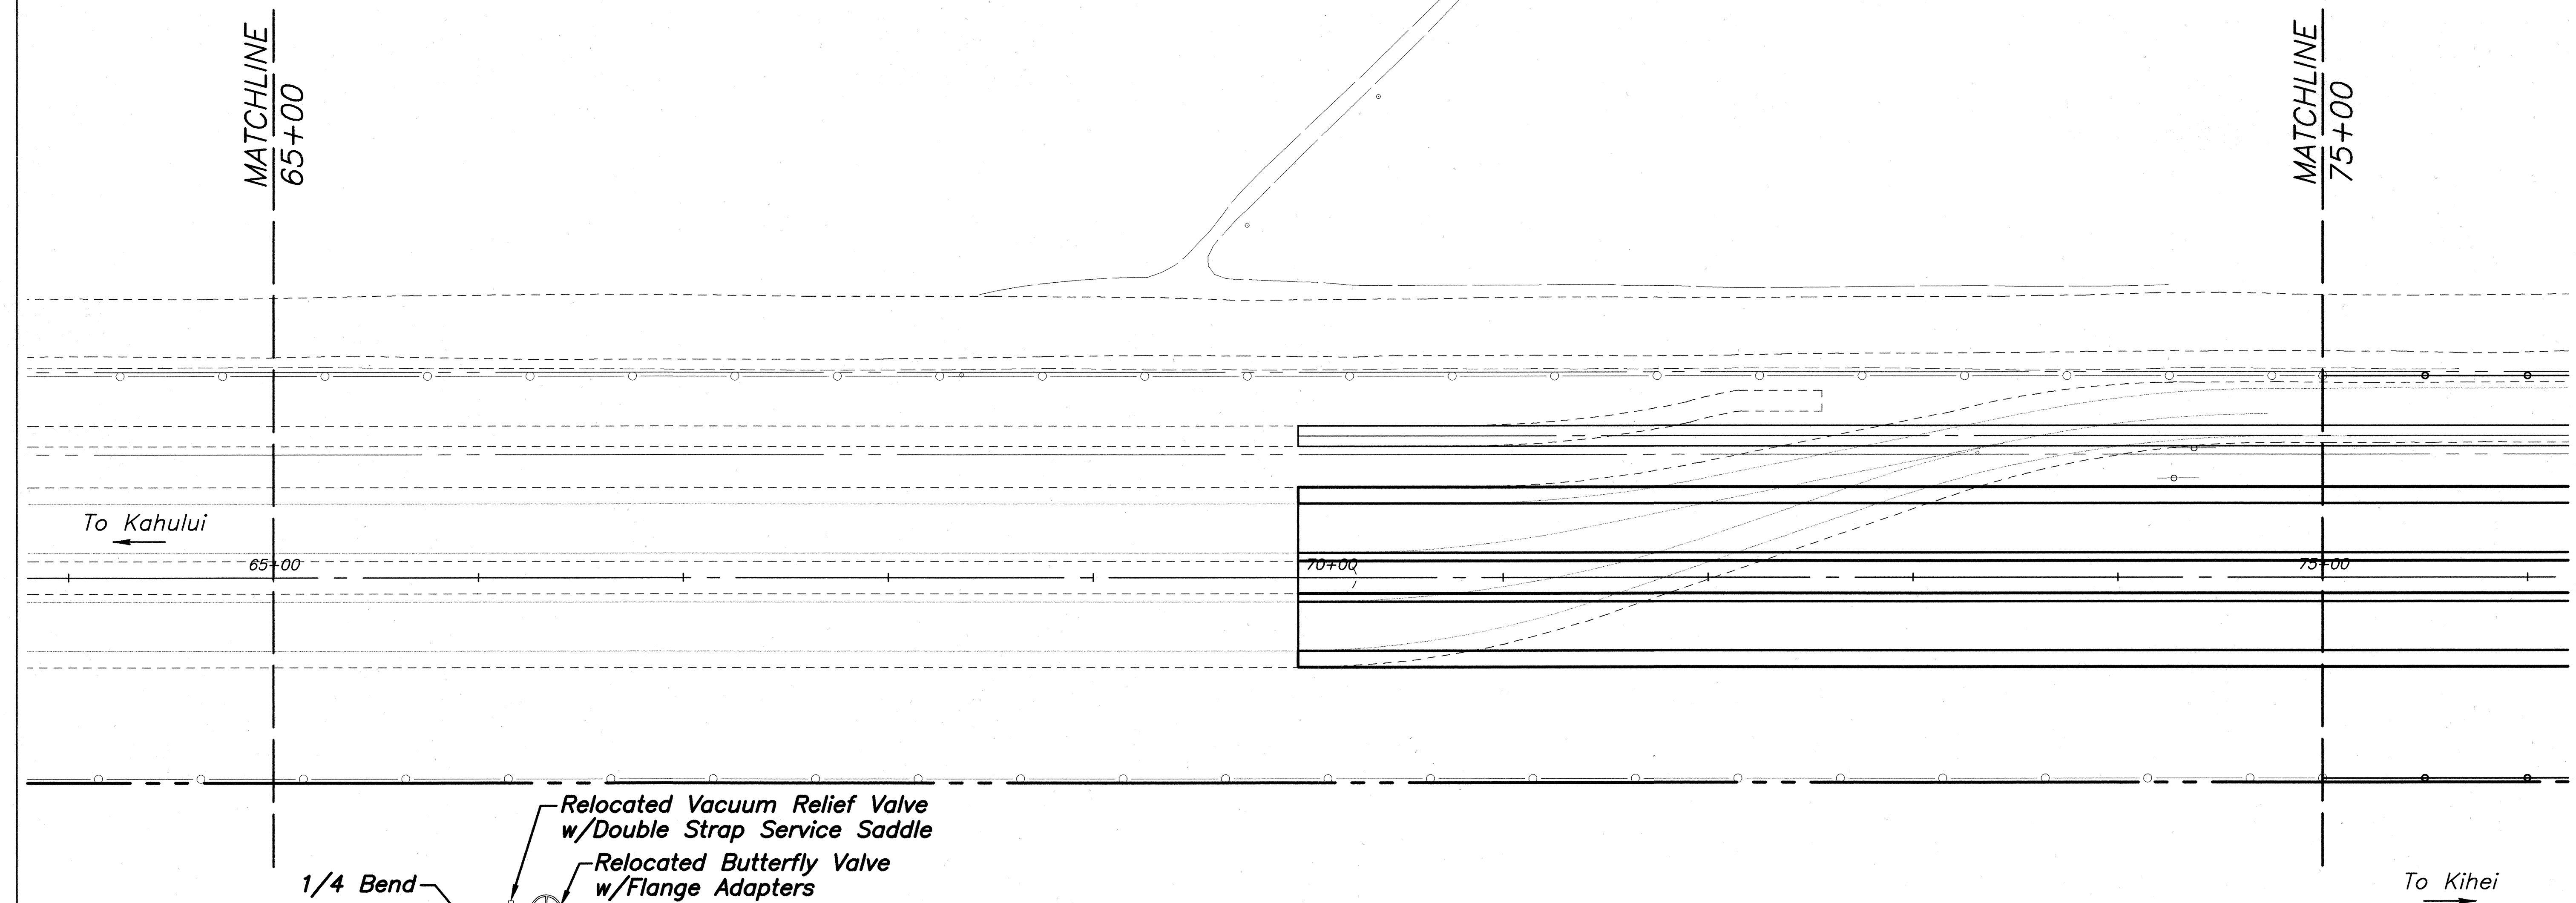 MATCHLINE
65+00
MATCHLINE
75+00
To Kahului
65+00
70+00
75+00
Relocated Vacuum Relief Valve
w/Double Strap Service Saddle
Relocated Butterfly Valve
w/Flange Adapters
1/4 Bend
To Kihei